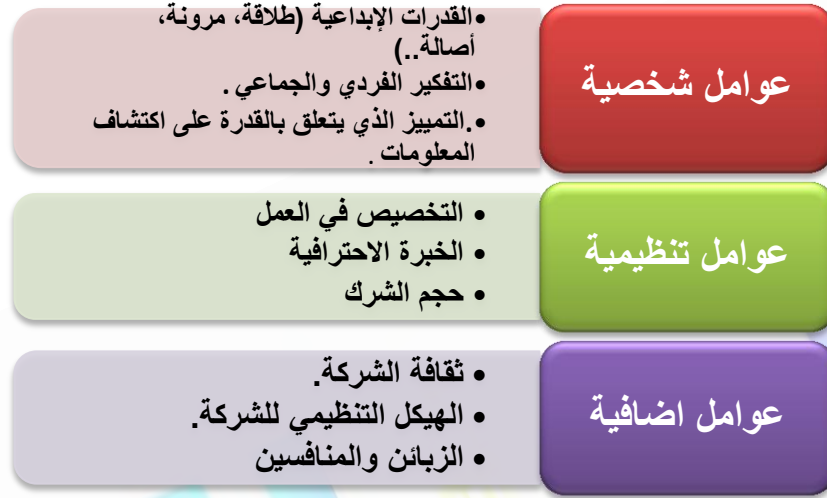 عوامل شخصية
•القدرات الإبداعية (طلاقة، مرونة،
أصالة..)
•التفكير الفردي والجماعي .
•.التمييز الذي يتعلق بالقدرة على اكتشاف
المعلومات .
عوامل تنظيمية
• التخصيص في العمل
• الخبرة الاحترافية
• حجم الشرك
عوامل اضافية
• ثقافة الشركة.
• الهيكل التنظيمي للشركة.
• الزبائن والمنافسين